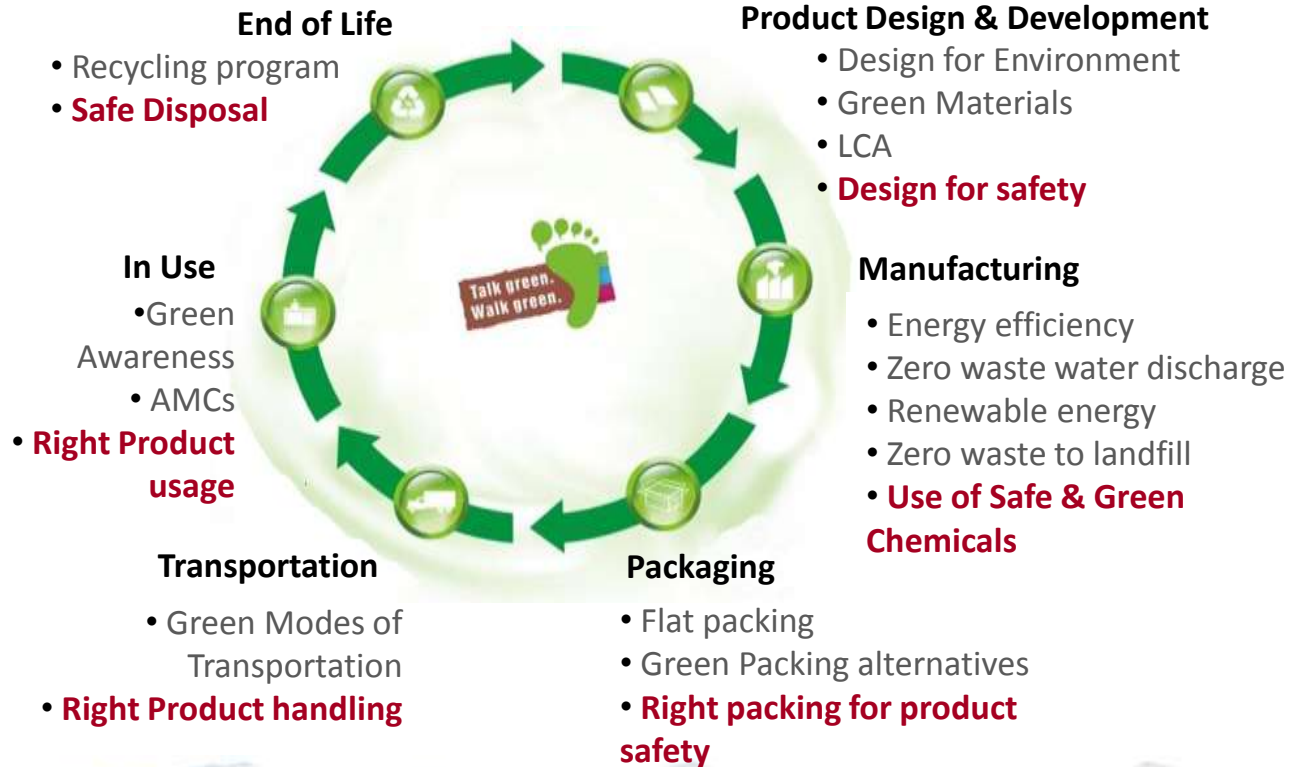 End of Life
• Recycling program
• Safe Disposal
Product Design & Development
• Design for Environment
• Green Materials
• LCA
• Design for safety
In Use
•Green
Awareness
• AMCs
• Right Product
usage
Talk green.
Walk green.
Manufacturing
• Energy efficiency
• Zero waste water discharge
• Renewable energy
• Zero waste to landfill
• Use of Safe & Green
Chemicals
Transportation
• Green Modes of
Transportation
• Right Product handling
Packaging
• Flat packing
• Green Packing alternatives
• Right packing for product
safety